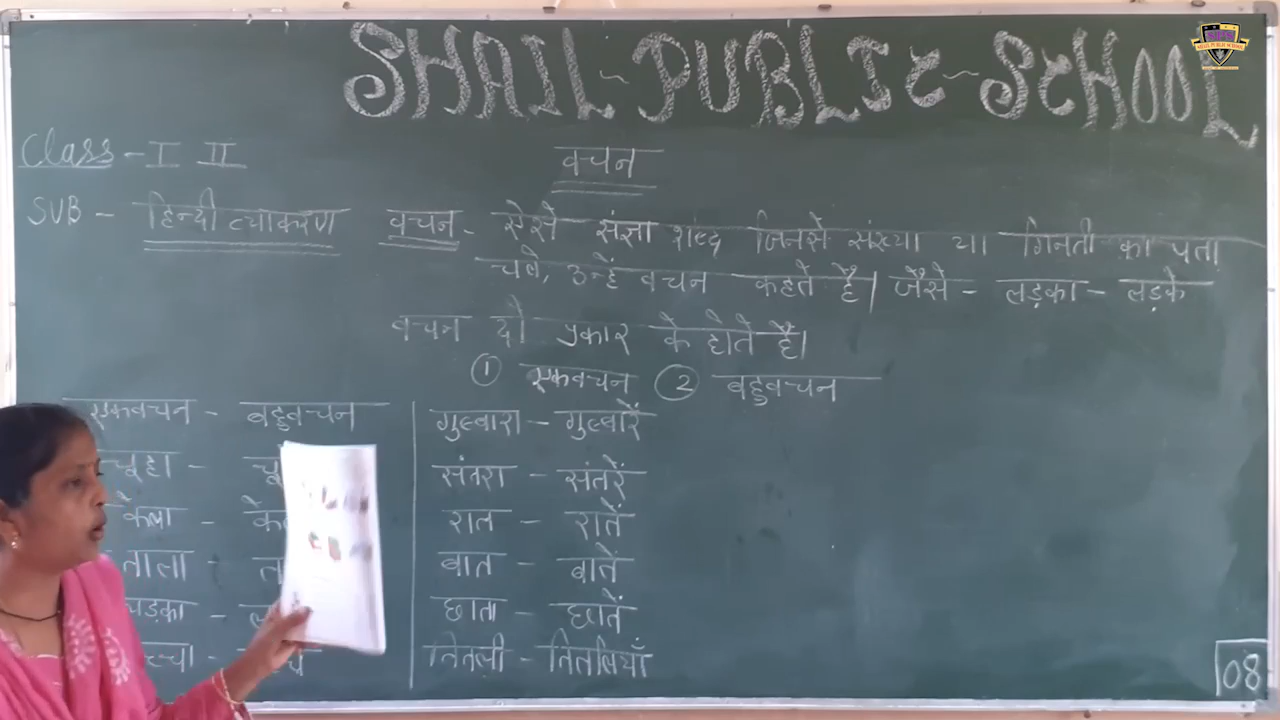 SHAIL - PUBLIC - SCHOOL
Class - I II
वचन
SUB - हिन्दी व्याकरण
वचन - ऐसे संज्ञा शब्द जिनसे संख्या या गिनती का पता
चले, उन्हें वचन कहते हैं। जैसे - लड़का - लडके
वचन दो प्रकार के होते हैं।
① एकवचन ② बहुवचन
एकवचन - बहुवचन
चूहा -
केला -
ताला -
गुब्बारा - गुब्बारें
संतरा - संतरें
रात - रातें
बात - बातें
छाता - छातें
तितली - तितलियाँ
08